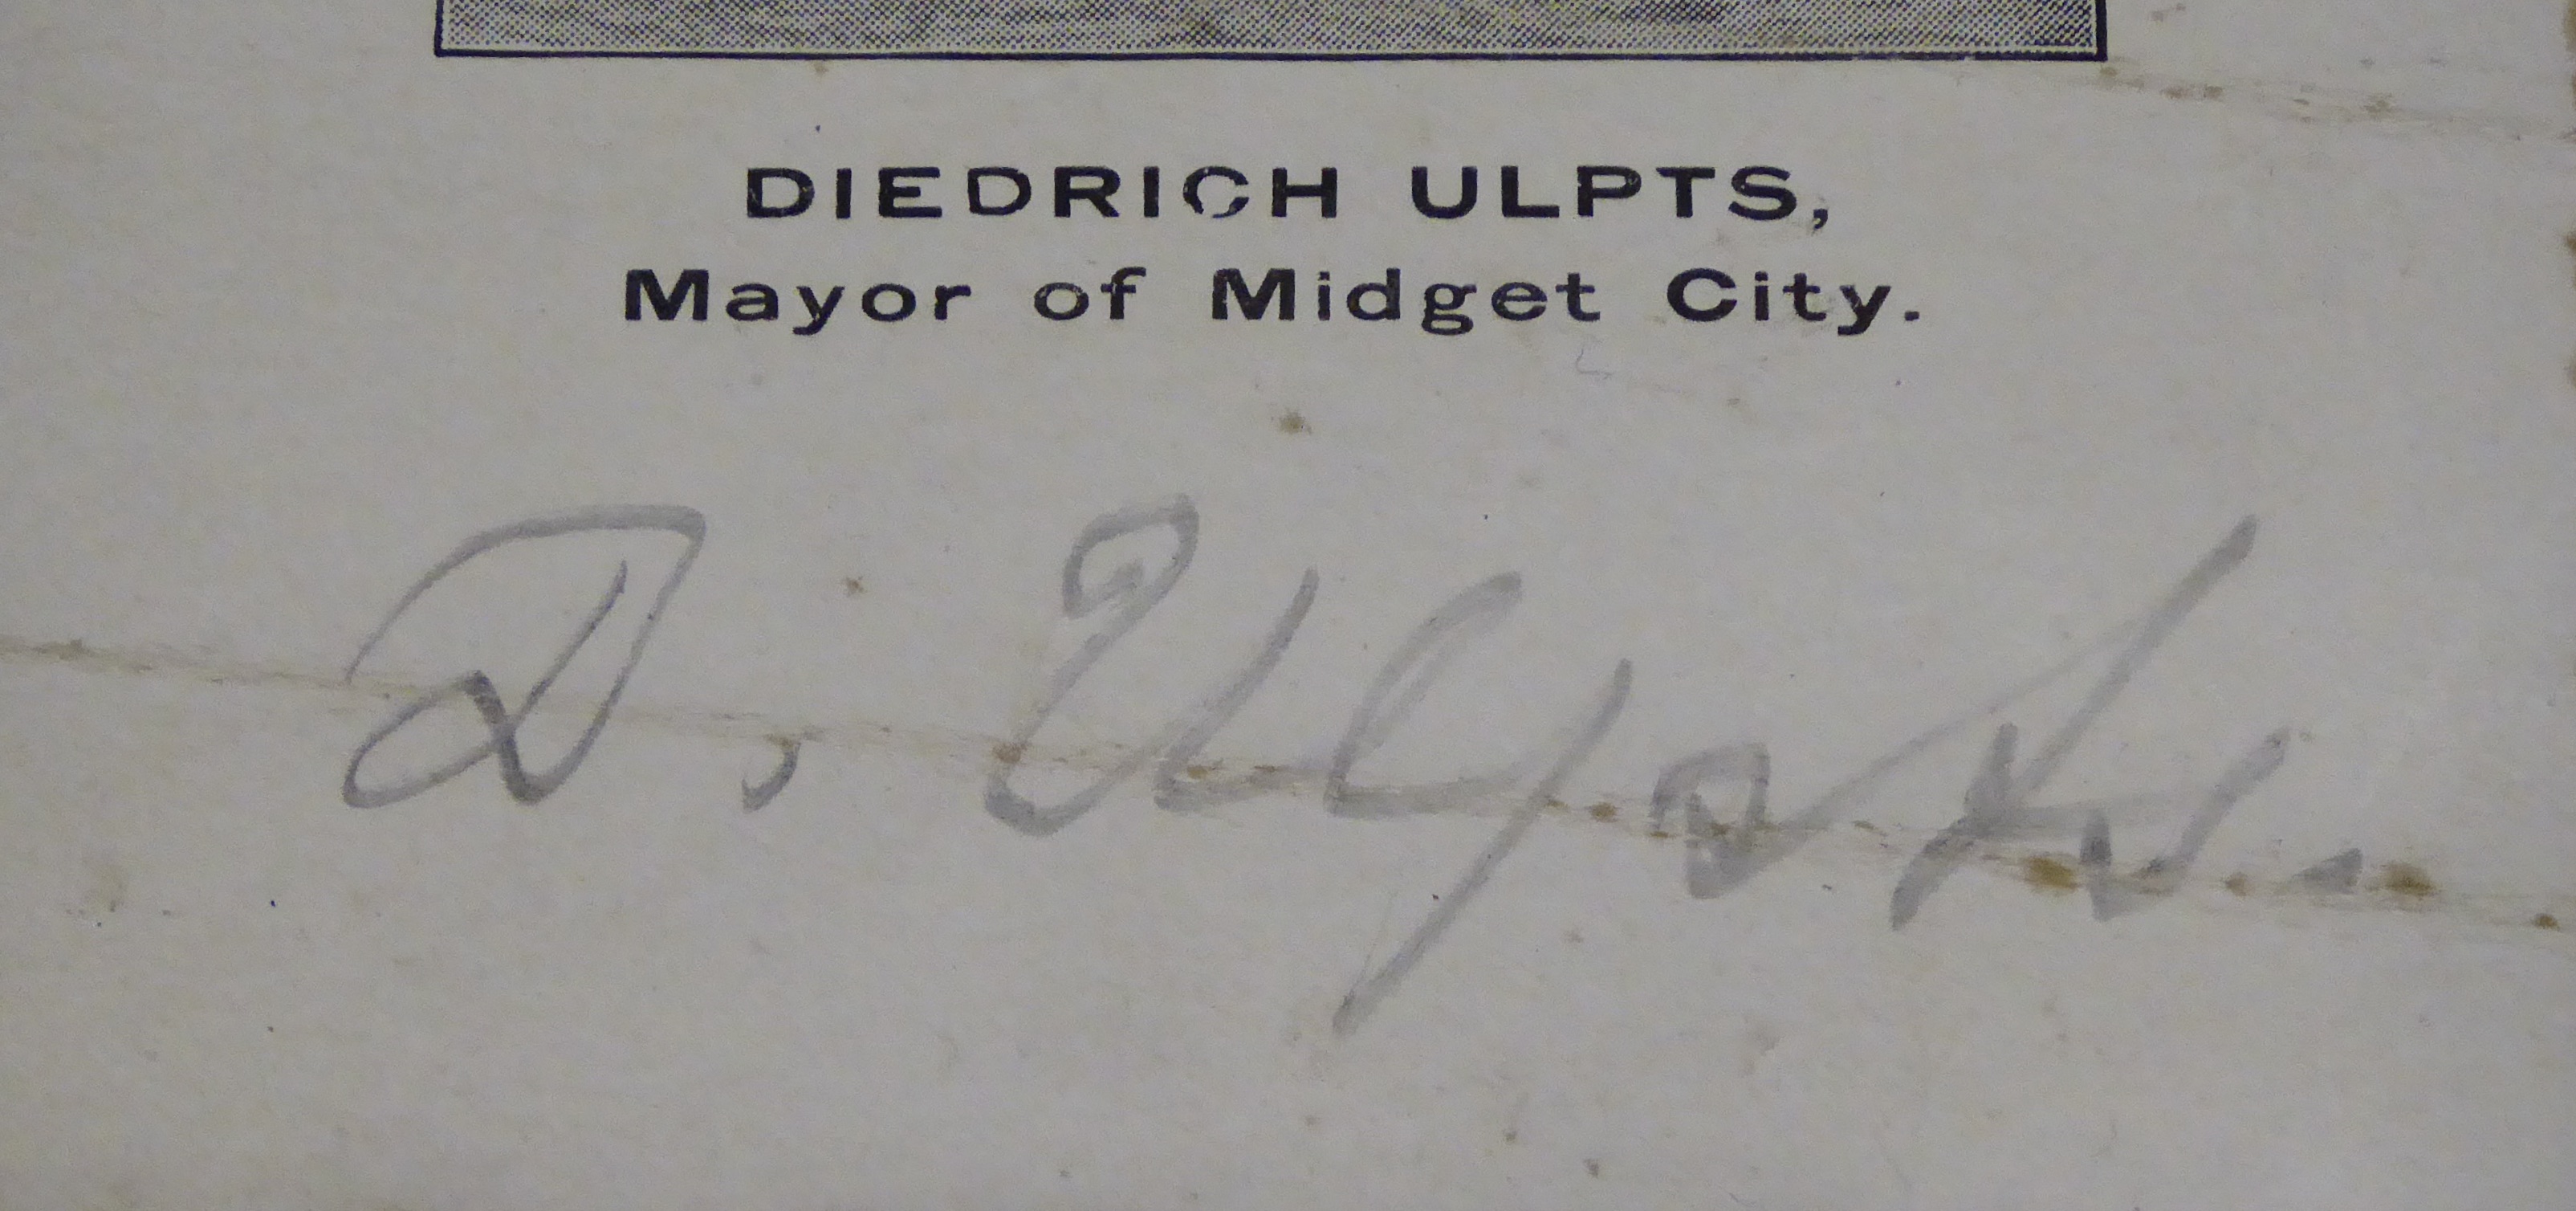 DIEDRICH ULPTS,
Mayor of Midget City.
D. Ulpts.